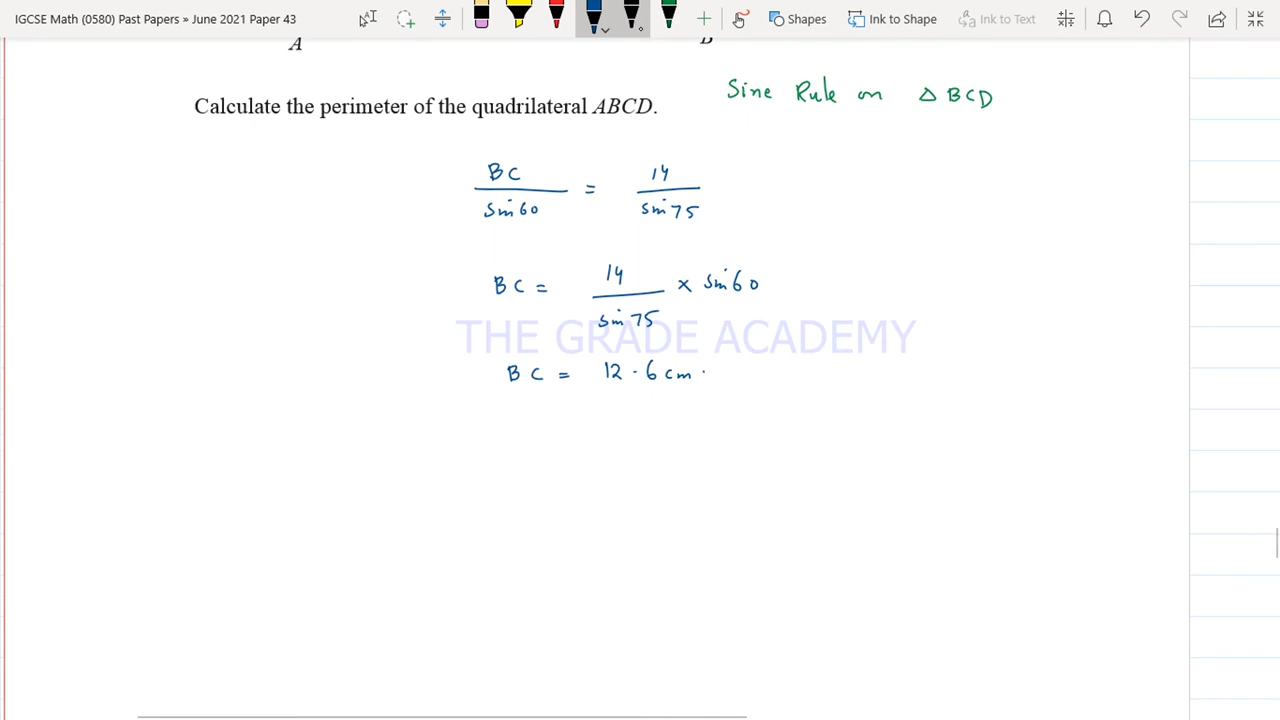 IGCSE Math (0580) Past Papers » June 2021 Paper 43
Shapes
Ink to Shape
Ink to Text
A
B
Calculate the perimeter of the quadrilateral ABCD.
Sine Rule on △ BCD
BC/sin60 = 14/sin75
BC = 14/sin75 × sin60
THE GRADE ACADEMY
BC = 12.6cm.